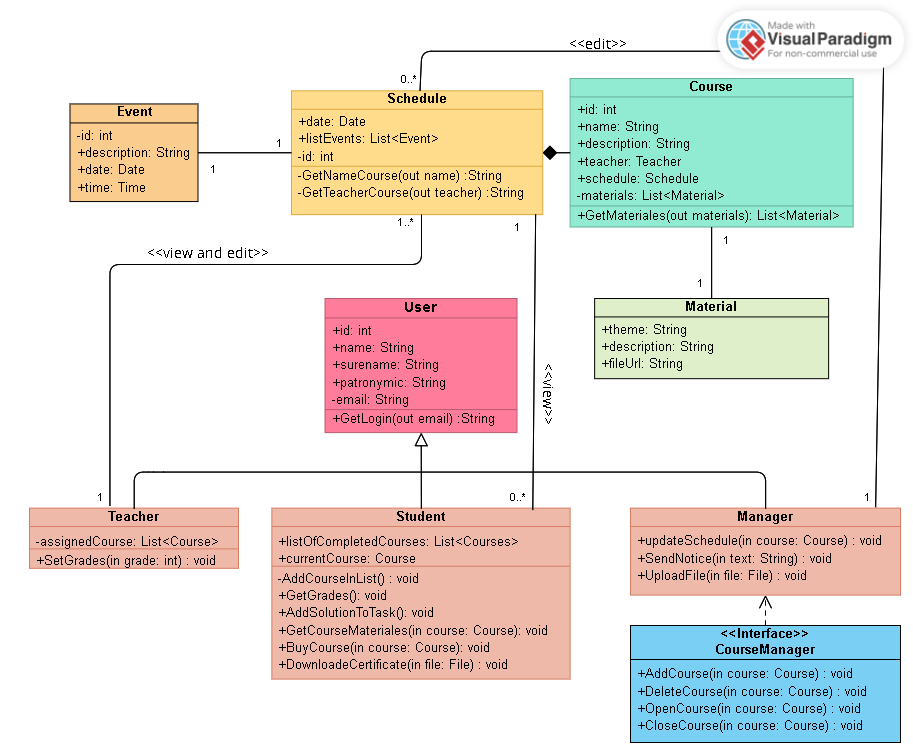 Made with
VisualParadigm
For non-commercial use
<<edit>>
0..*
Event
-id: int
+description: String
+date: Date
+time: Time
1
1
Schedule
+date: Date
+listEvents: List<Event>
-id: int
-GetNameCourse(out name) :String
-GetTeacherCourse(out teacher) :String
Course
+id: int
+name: String
+description: String
+teacher: Teacher
+schedule: Schedule
-materials: List<Material>
+GetMateriales(out materials): List<Material>
1..*
1
1
1
<<view and edit>>
User
+id: int
+name: String
+surename: String
+patronymic: String
-email: String
+GetLogin(out email) :String
Material
+theme: String
+description: String
+fileUrl: String
<<view>>
1
0..*
1
Teacher
-assignedCourse: List<Course>
+SetGrades(in grade: int) : void
Student
+listOfCompletedCourses: List<Courses>
+currentCourse: Course
-AddCourseInList() : void
+GetGrades(): void
+AddSolutionToTask(): void
+GetCourseMateriales(in course: Course): void
+BuyCourse(in course: Course): void
+DownloadeCertificate(in file: File) : void
Manager
+updateSchedule(in course: Course) : void
+SendNotice(in text: String) : void
+UploadFile(in file: File) : void
<<Interface>>
CourseManager
+AddCourse(in course: Course) : void
+DeleteCourse(in course: Course) : void
+OpenCourse(in course: Course) : void
+CloseCourse(in course: Course) : void